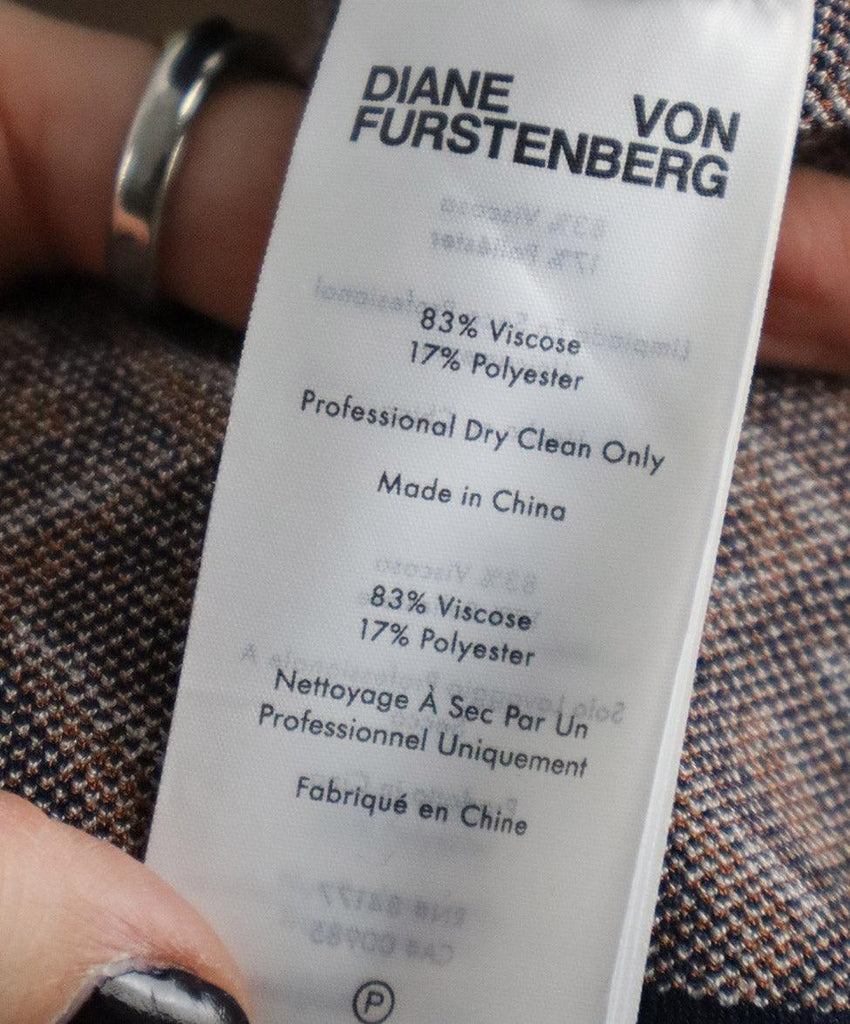 DIANE VON
FURSTENBERG
83% Viscose
17% Polyester
Professional Dry Clean Only
Made in China
83% Viscose
17% Polyester
Nettoyage À Sec Par Un
Professionnel Uniquement
Fabriqué en Chine
P